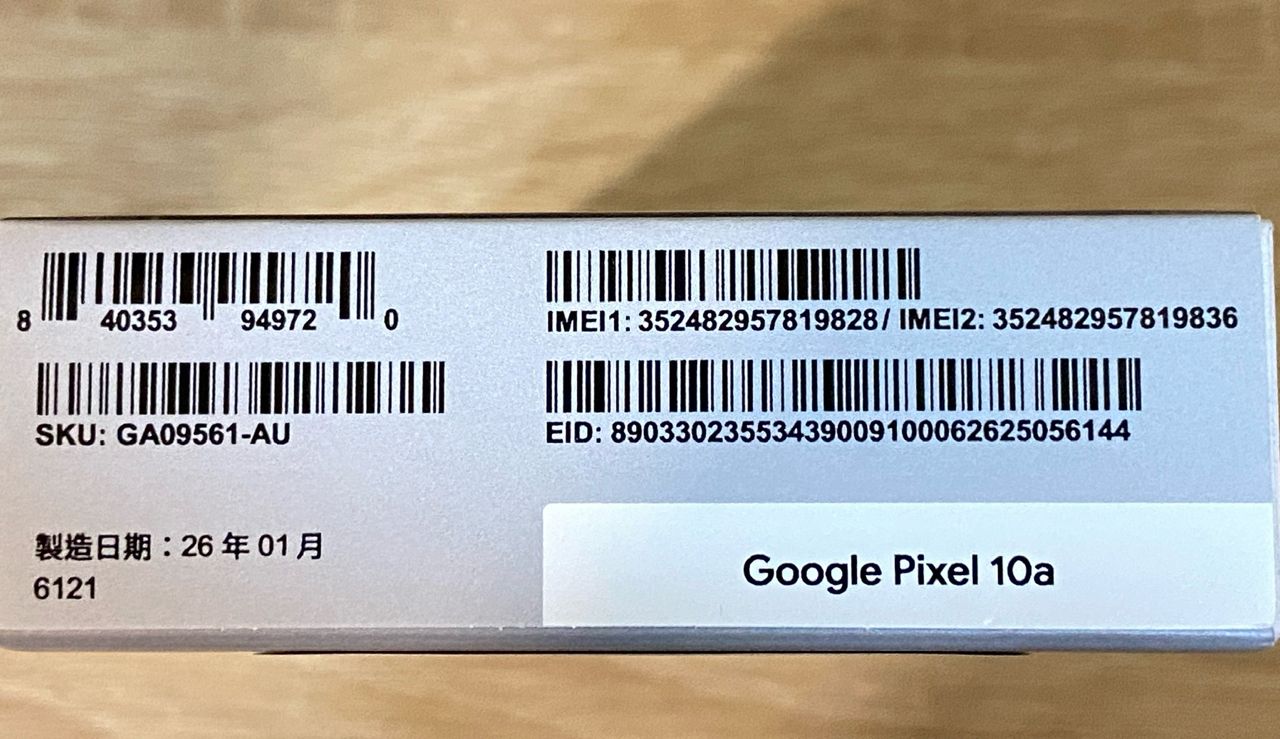 8 40353 94972 0
SKU: GA09561-AU
IMEI1: 352482957819828/ IMEI2: 352482957819836
EID: 89033023553439009100062625056144
製造日期：26 年 01 月
6121
Google Pixel 10a